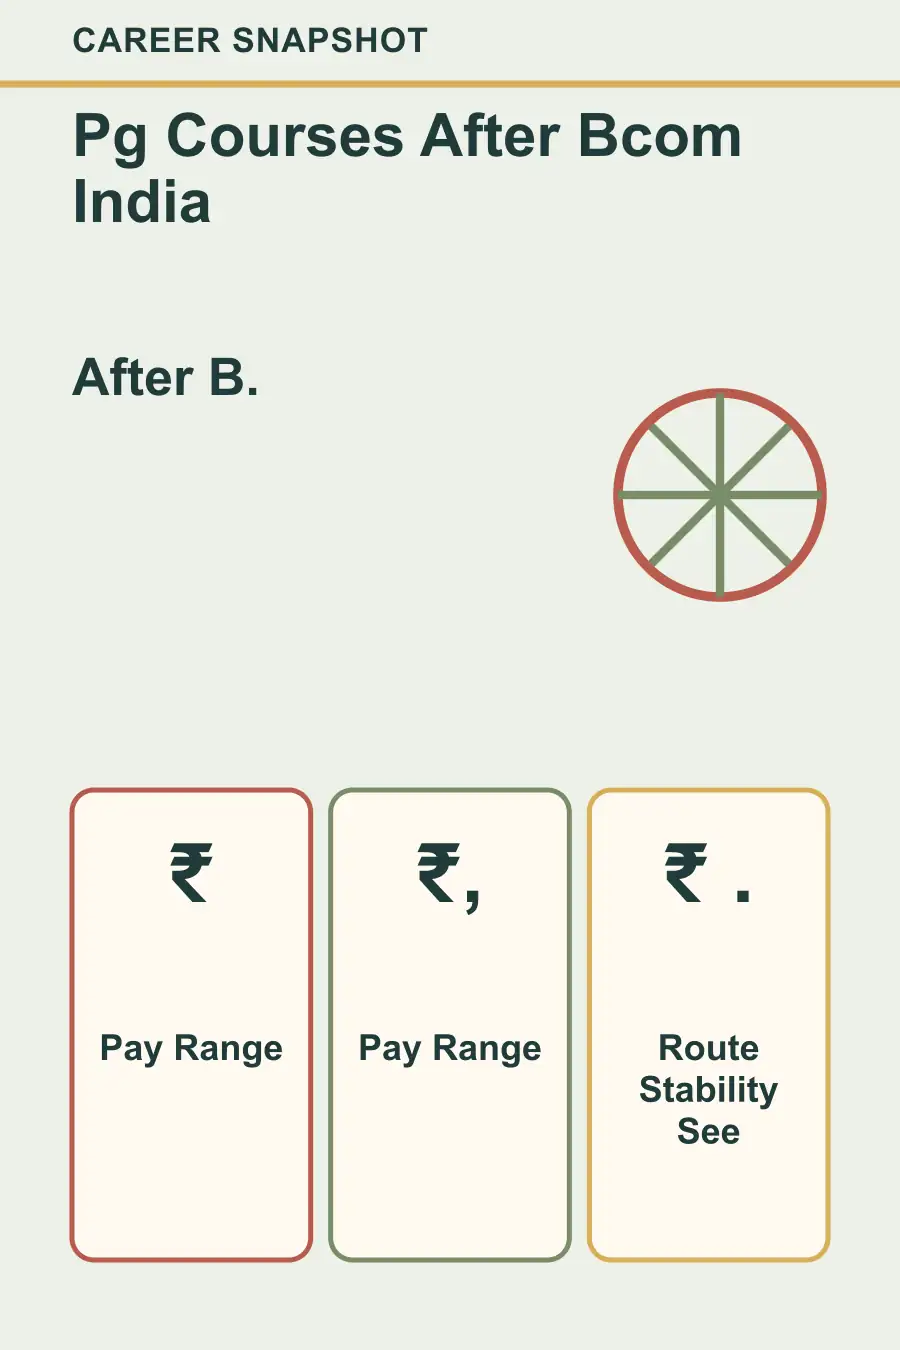 CAREER SNAPSHOT
Pg Courses After Bcom
India
After B.
₹
₹,
₹ .
Pay Range
Pay Range
Route
Stability
See